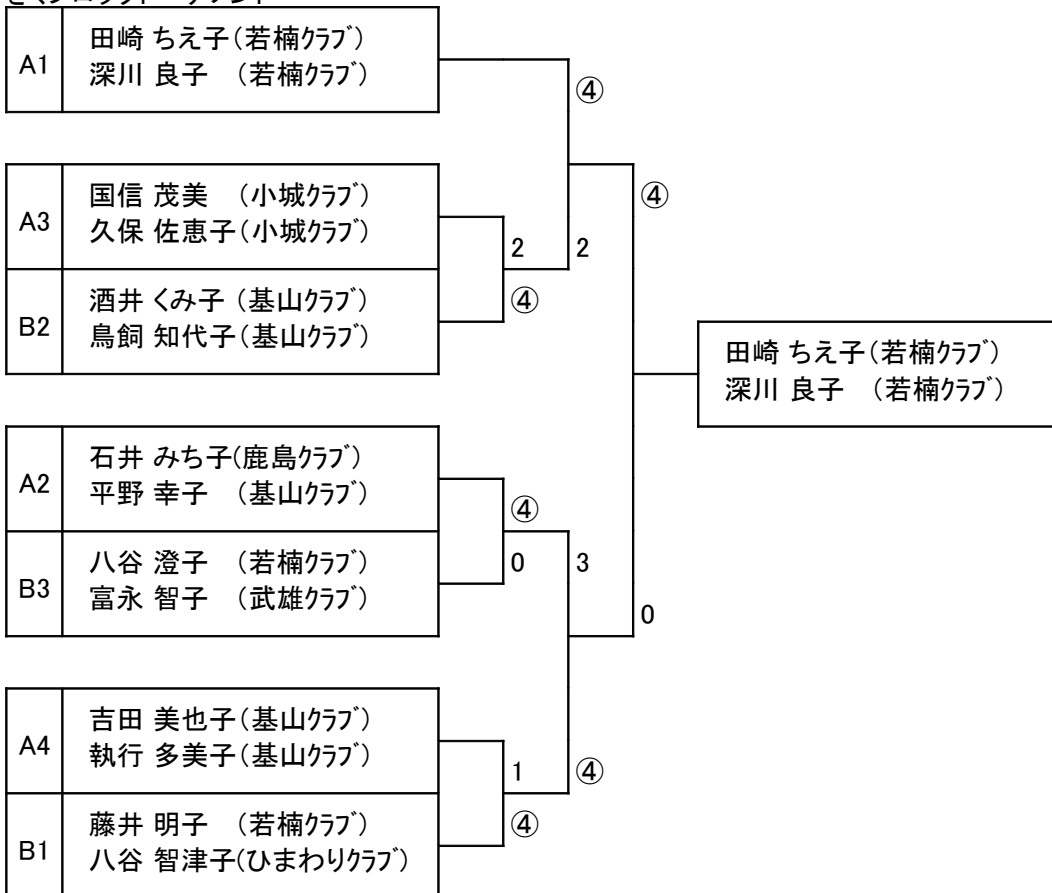 A1
田崎 ちえ子(若楠ｸﾗﾌﾞ)
深川 良子 (若楠ｸﾗﾌﾞ)
④
A3
国信 茂美 (小城ｸﾗﾌﾞ)
久保 佐恵子(小城ｸﾗﾌﾞ)
④
2
2
B2
酒井 くみ子 (基山ｸﾗﾌﾞ)
鳥飼 知代子(基山ｸﾗﾌﾞ)
④
田崎 ちえ子(若楠ｸﾗﾌﾞ)
深川 良子 (若楠ｸﾗﾌﾞ)
A2
石井 みち子(鹿島ｸﾗﾌﾞ)
平野 幸子 (基山ｸﾗﾌﾞ)
④
B3
八谷 澄子 (若楠ｸﾗﾌﾞ)
富永 智子 (武雄ｸﾗﾌﾞ)
0
3
0
A4
吉田 美也子(基山ｸﾗﾌﾞ)
執行 多美子(基山ｸﾗﾌﾞ)
1
④
B1
藤井 明子 (若楠ｸﾗﾌﾞ)
八谷 智津子(ひまわりｸﾗﾌﾞ)
④